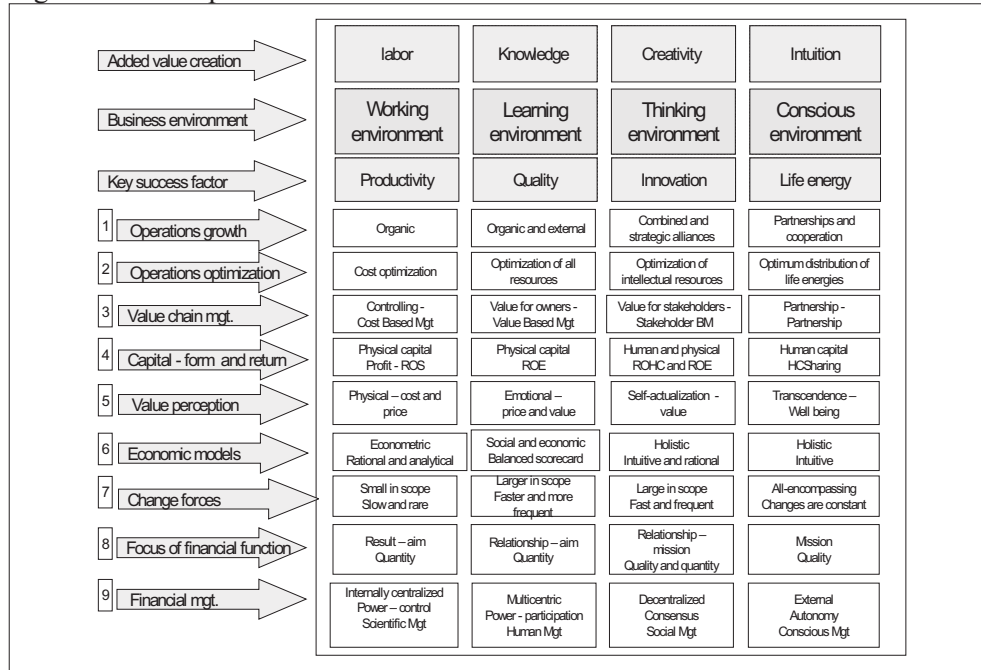 Added value creation
labor
Knowledge
Creativity
Intuition
Business environment
Working
environment
Learning
environment
Thinking
environment
Conscious
environment
Key success factor
Productivity
Quality
Innovation
Life energy
1
Operations growth
Organic
Organic and external
Combined and
strategic alliances
Partnerships and
cooperation
2
Operations optimization
Cost optimization
Optimization of all
resources
Optimization of
intellectual resources
Optimum distribution of
life energies
3
Value chain mgt.
Controlling -
Cost Based Mgt
Value for owners -
Value Based Mgt
Value for stakeholders -
Stakeholder BM
Partnership -
Partnership
4
Capital - form and return
Physical capital
Profit - ROS
Physical capital
ROE
Human and physical
ROHC and ROE
Human capital
HCSharing
5
Value perception
Physical – cost and
price
Emotional –
price and value
Self-actualization -
value
Transcendence –
Well being
6
Economic models
Econometric
Rational and analytical
Social and economic
Balanced scorecard
Holistic
Intuitive and rational
Holistic
Intuitive
7
Change forces
Small in scope
Slow and rare
Larger in scope
Faster and more
frequent
Large in scope
Fast and frequent
All-encompassing
Changes are constant
8
Focus of financial function
Result – aim
Quantity
Relationship – aim
Quantity
Relationship –
mission
Quality and quantity
Mission
Quality
9
Financial mgt.
Internally centralized
Power – control
Scientific Mgt
Multicentric
Power - participation
Human Mgt
Decentralized
Consensus
Social Mgt
External
Autonomy
Conscious Mgt